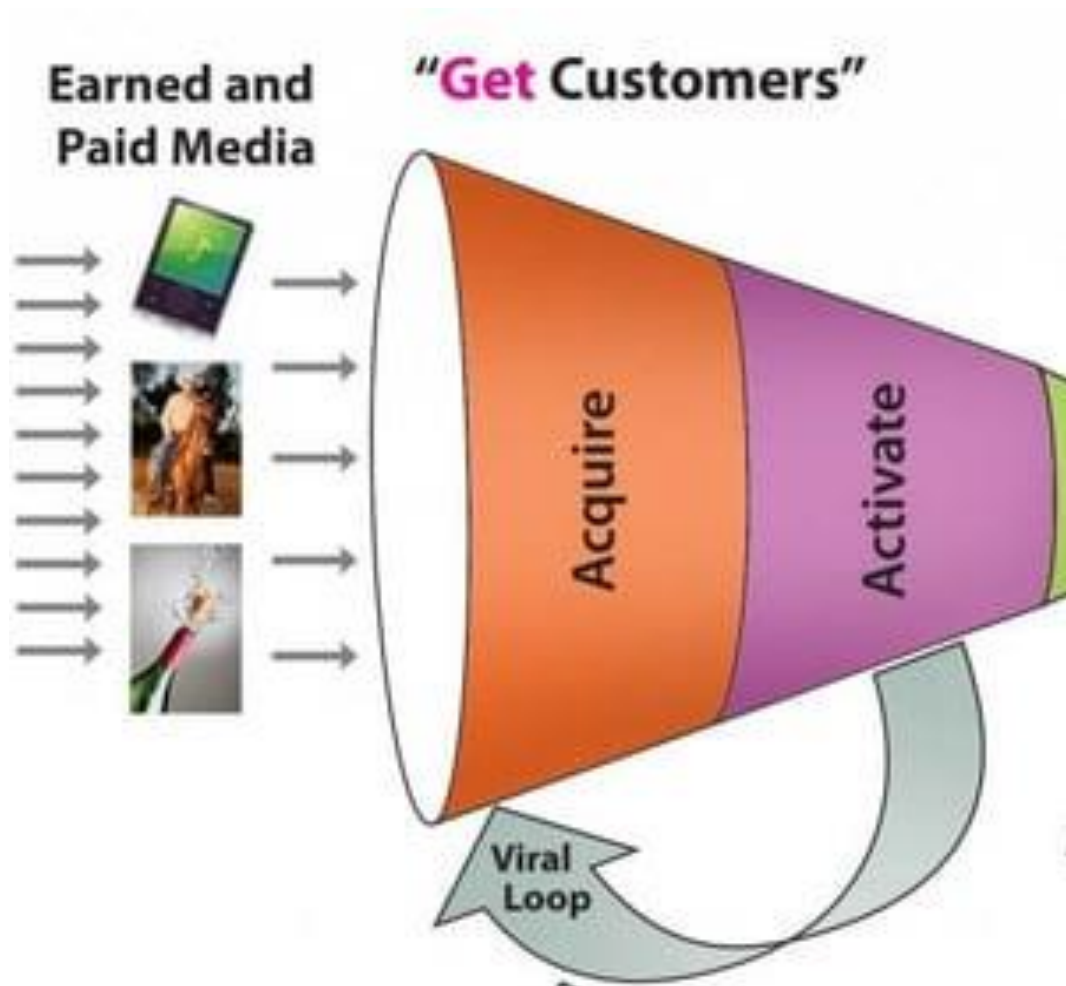 Earned and
Paid Media
“Get Customers”
Acquire
Activate
Viral
Loop